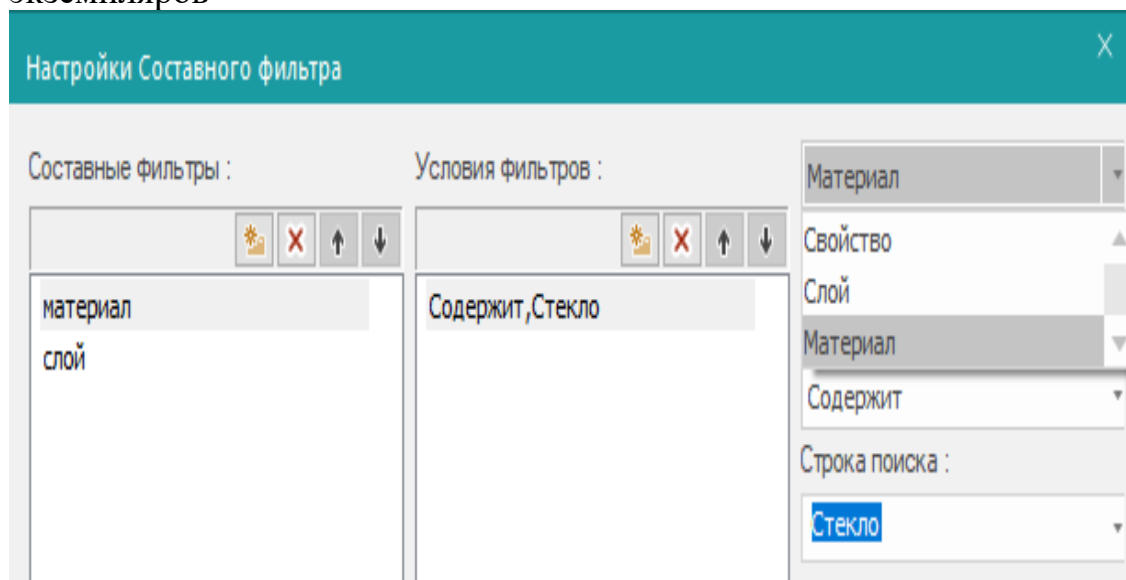 Настройки Составного фильтра
X
Составные фильтры :
Условия фильтров :
Материал
Свойство
Слой
Материал
материал
слой
Содержит,Стекло
Содержит
Строка поиска :
Стекло